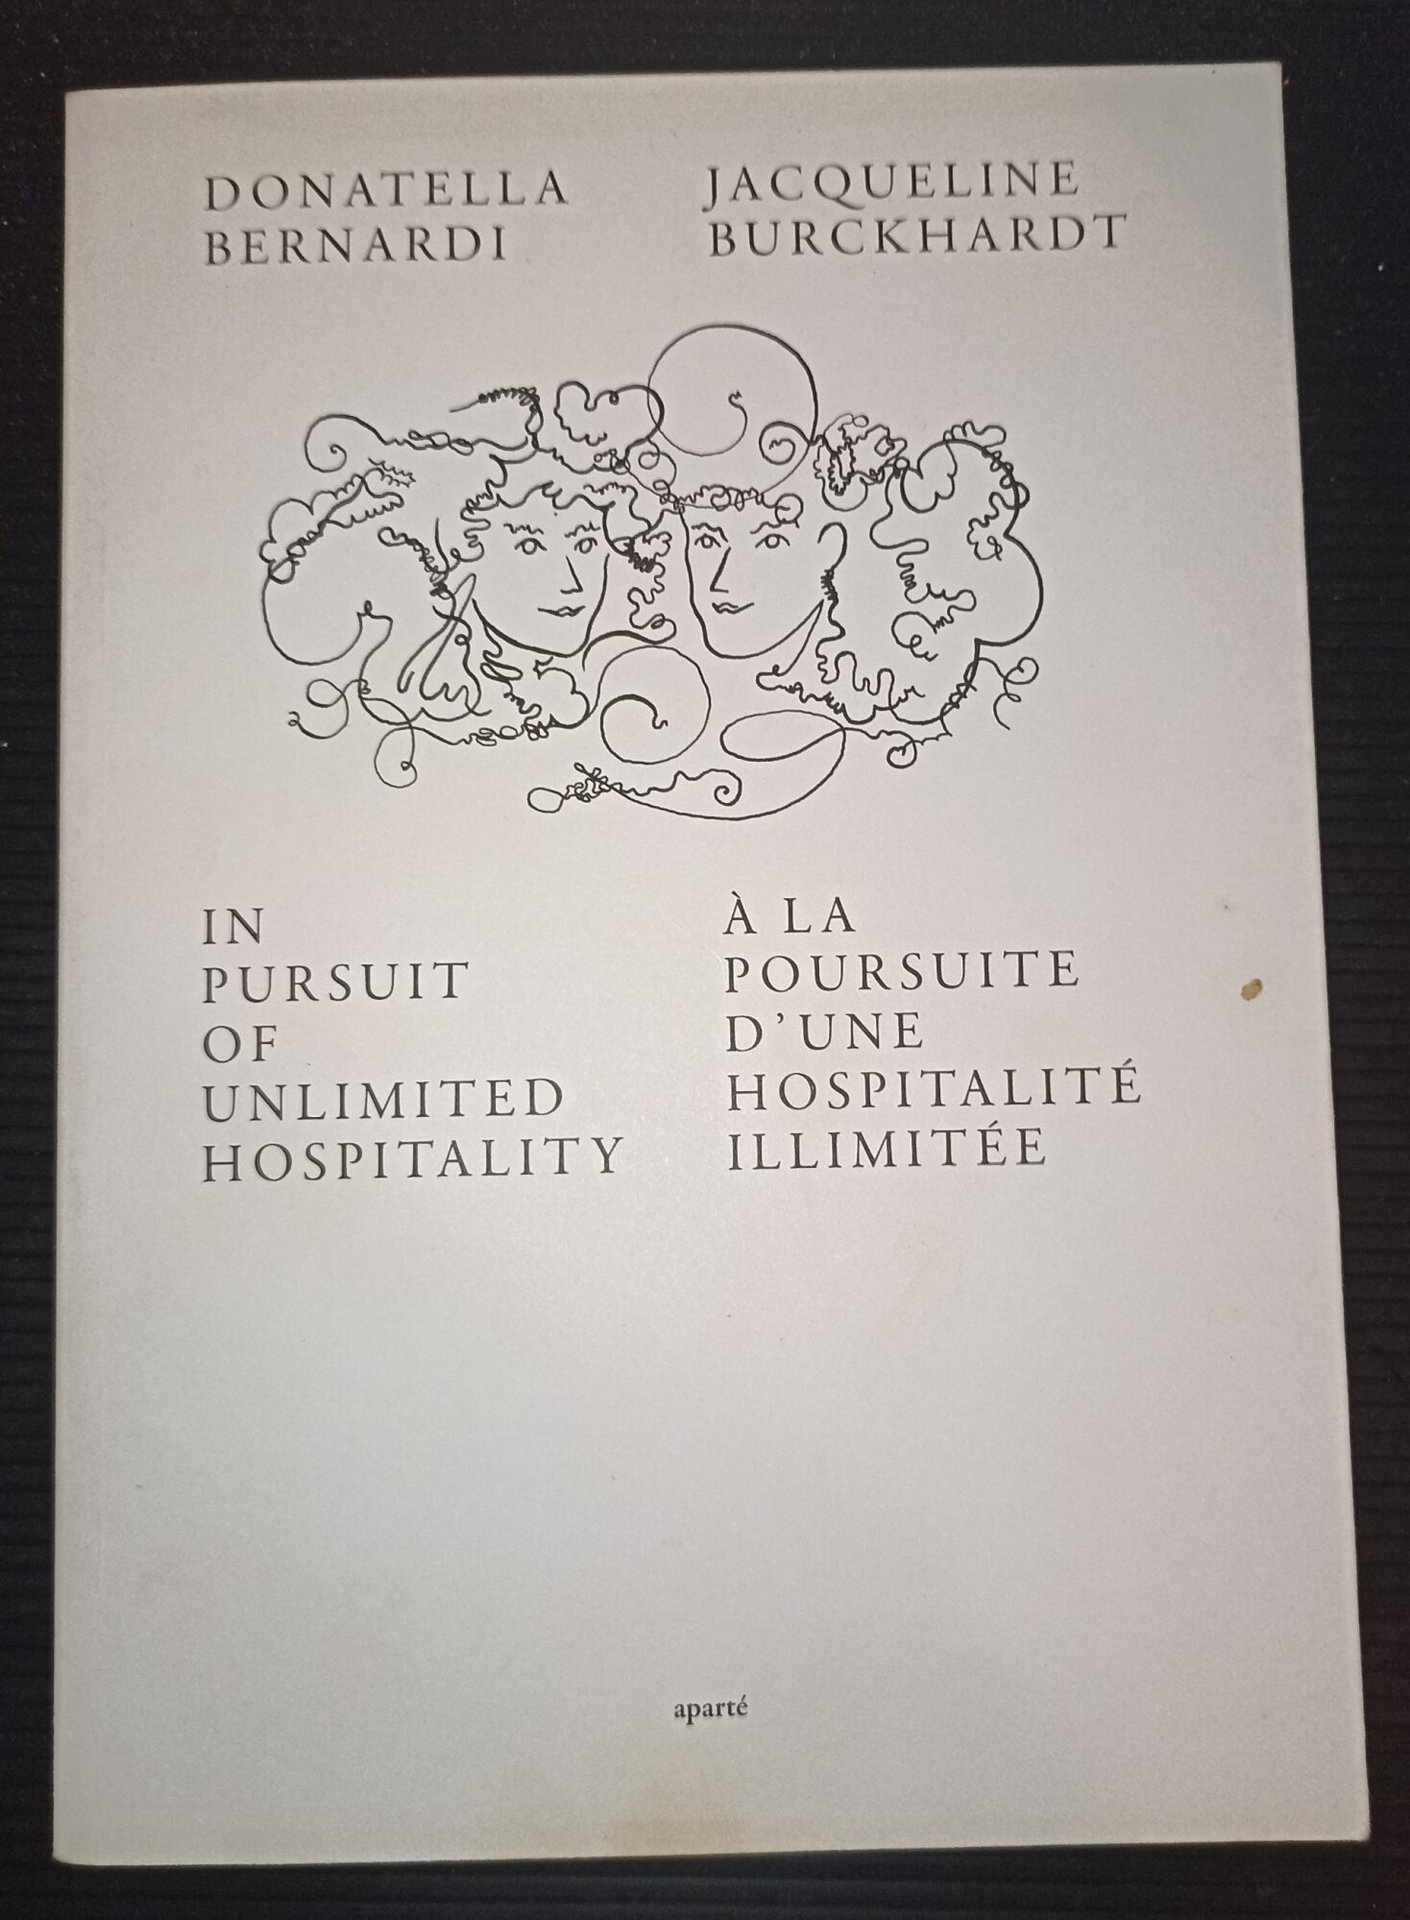 DONATELLA
BERNARDI
JACQUELINE
BURCKHARDT
IN
PURSUIT
OF
UNLIMITED
HOSPITALITY
À LA
POURSUITE
D'UNE
HOSPITALITÉ
ILLIMITÉE
aparté